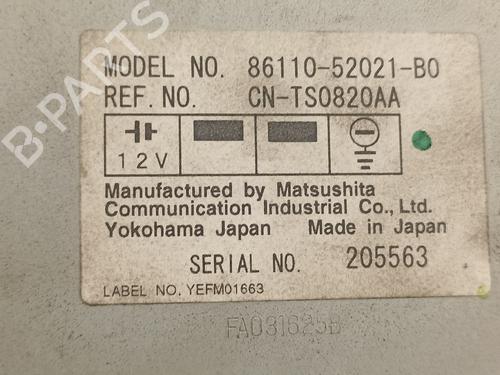 MODEL NO. 86110-52021-B0
REF. NO. CN-TS0820AA
12V
Manufactured by Matsushita
Communication Industrial Co., Ltd.
Yokohama Japan Made in Japan
SERIAL NO. 205563
LABEL NO. YEFM01663
FA031625B